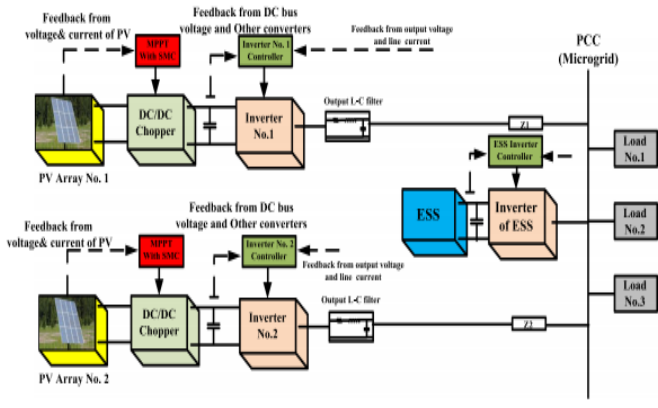 Feedback from
voltage& current of PV
MPPT
With SMC
Feedback from DC bus
voltage and Other converters
Inverter No. 1
Controller
Feedback from output voltage
and line current
PCC
(Microgrid)
DC/DC
Chopper
Inverter
No.1
Output L-C filter
Z1
PV Array No. 1
ESS Inverter
Controller
Load
No.1
ESS
Inverter
of ESS
Load
No.2
Feedback from
voltage& current of PV
MPPT
With SMC
Feedback from DC bus
voltage and Other converters
Inverter No. 2
Controller
Feedback from output voltage
and line current
Load
No.3
DC/DC
Chopper
Inverter
No.2
Output L-C filter
Z2
PV Array No. 2